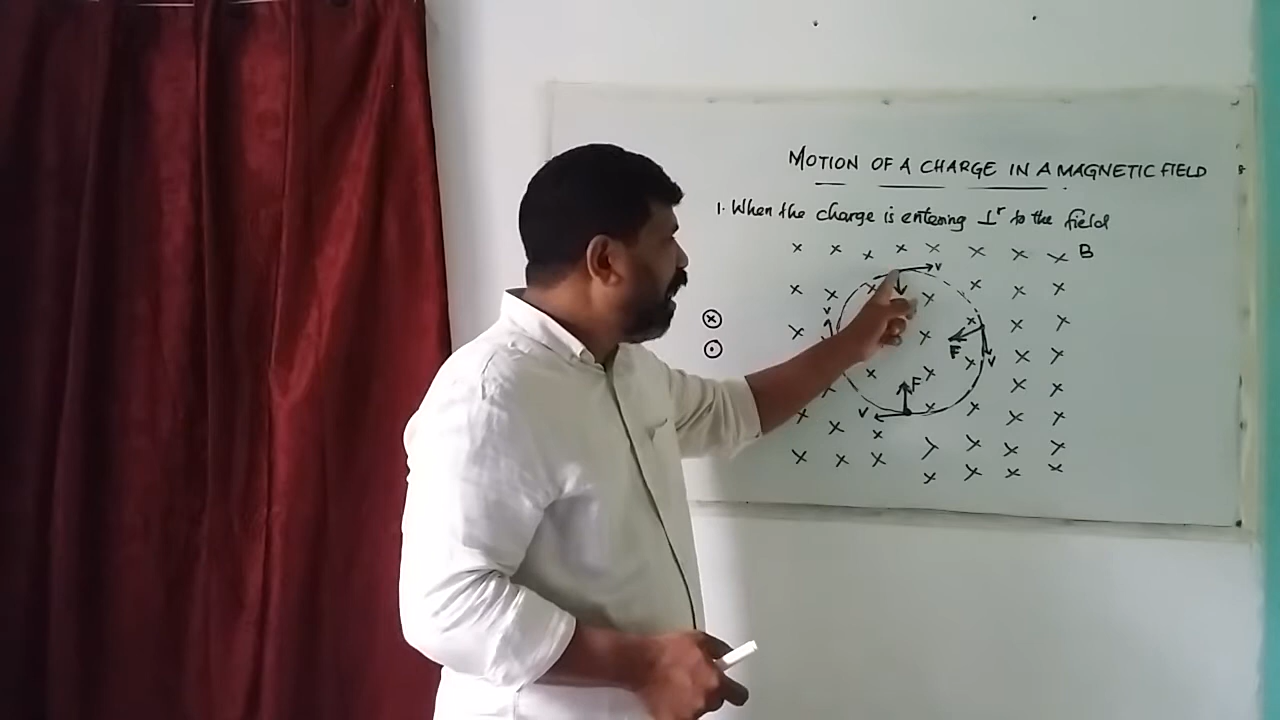 MOTION OF A CHARGE IN A MAGNETIC FIELD
1. When the charge is entering ⊥ʳ to the field
B
V
V
F
V
F
V